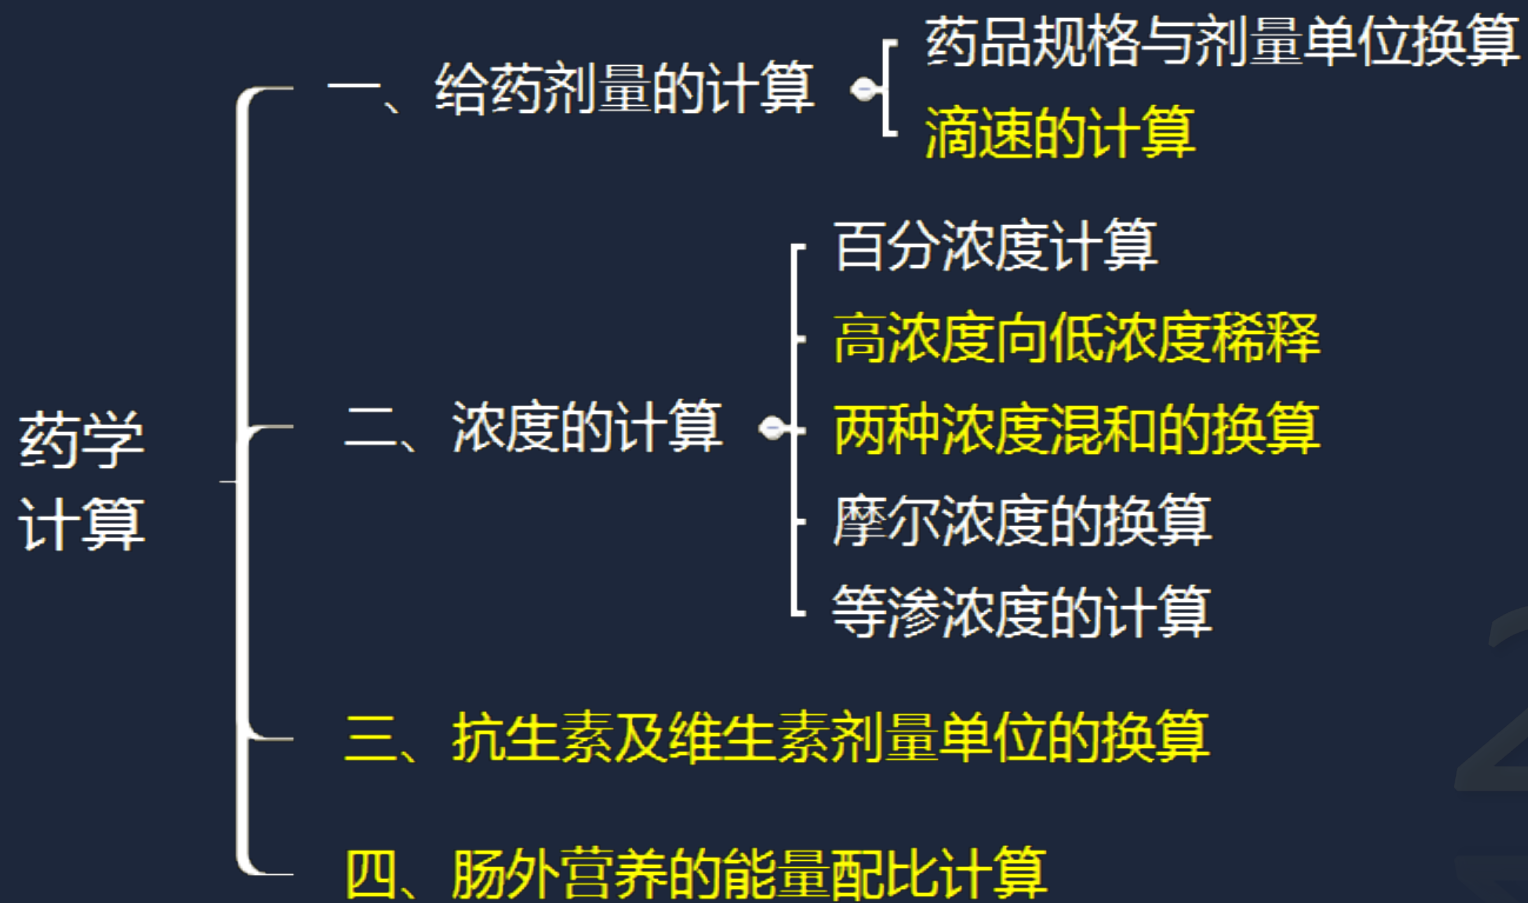 药学
计算
一、给药剂量的计算
药品规格与剂量单位换算
滴速的计算
二、浓度的计算
百分浓度计算
高浓度向低浓度稀释
两种浓度混和的换算
摩尔浓度的换算
等渗浓度的计算
三、抗生素及维生素剂量单位的换算
四、肠外营养的能量配比计算